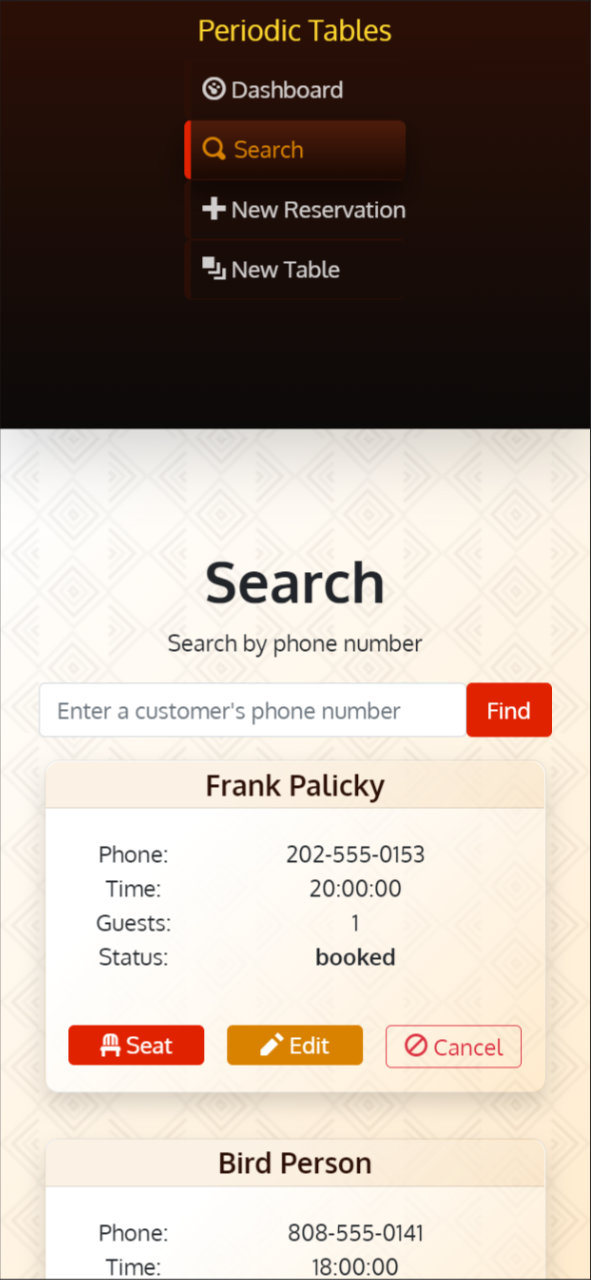 Periodic Tables
Dashboard
Search
New Reservation
New Table
Search
Search by phone number
Enter a customer's phone number Find
Frank Palicky
Phone: 202-555-0153
Time: 20:00:00
Guests: 1
Status: booked
Seat Edit Cancel
Bird Person
Phone: 808-555-0141
Time: 18:00:00